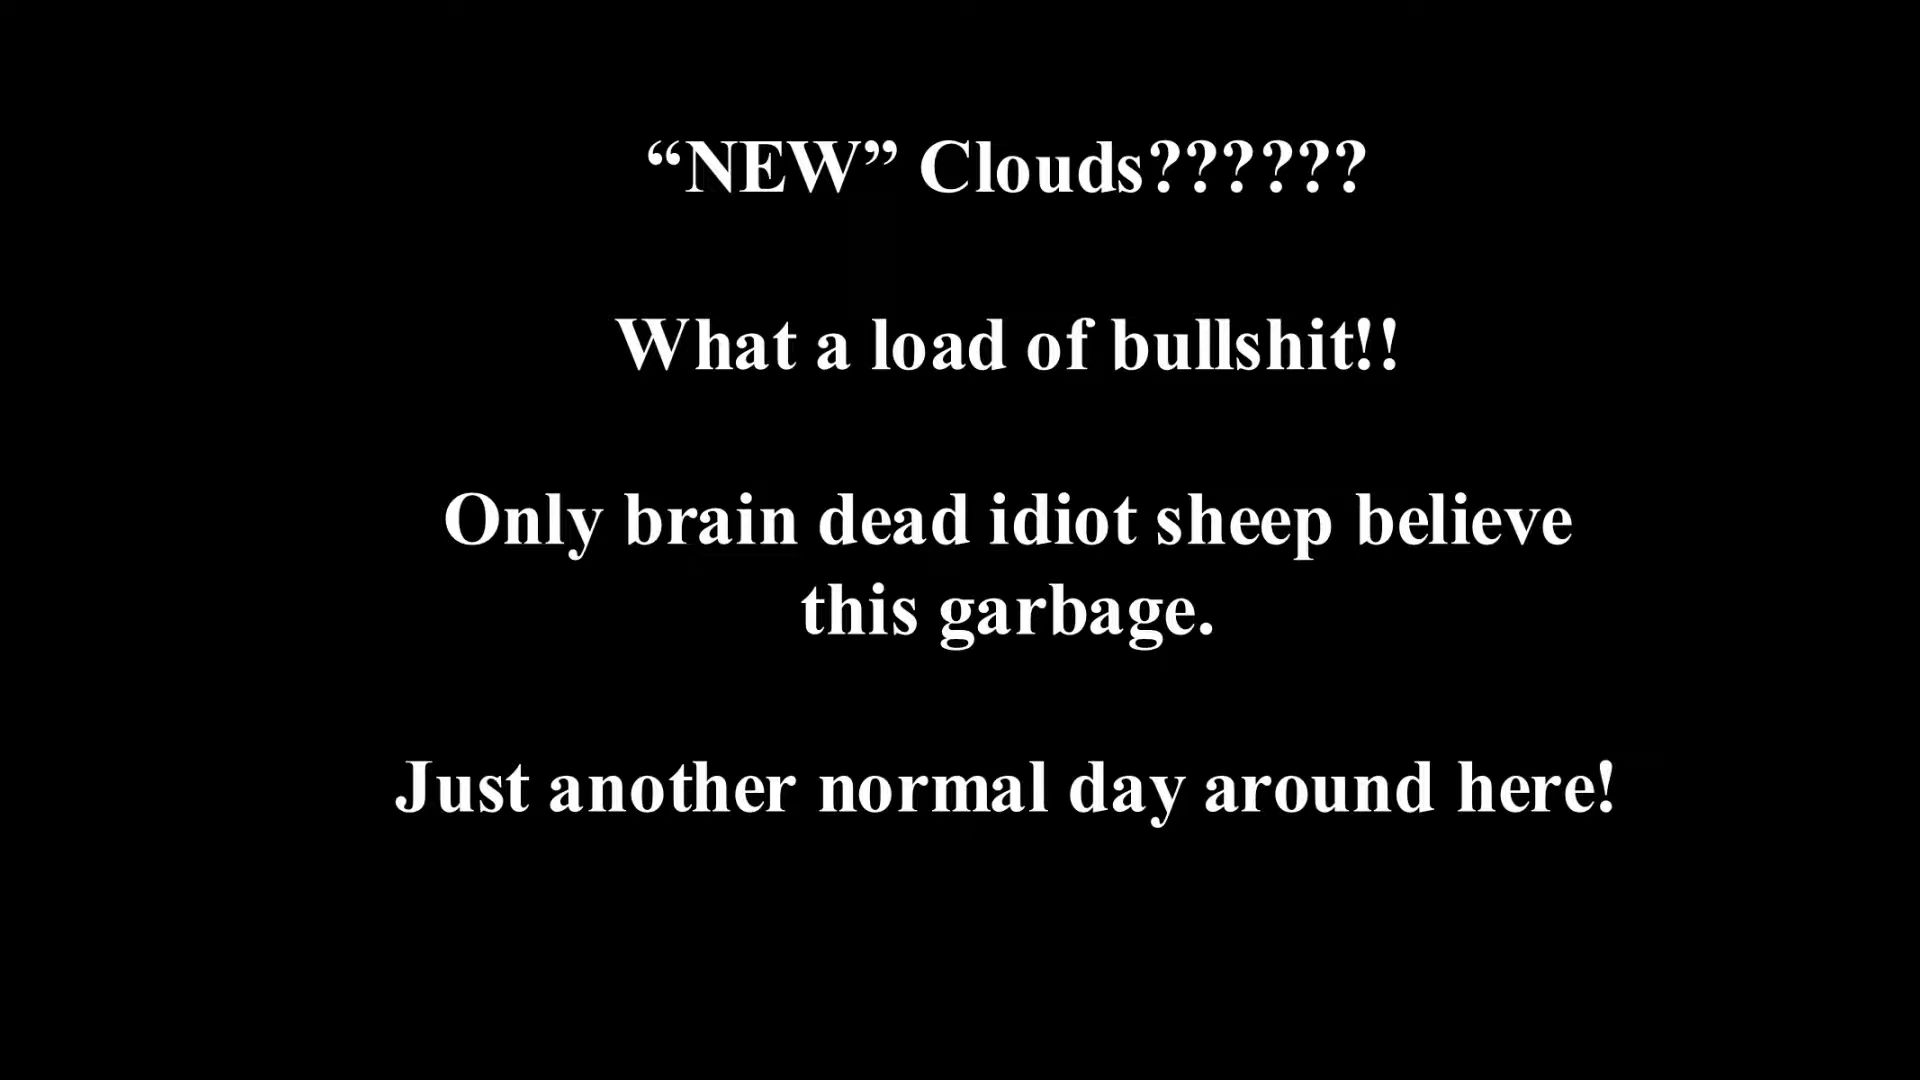 “NEW” Clouds??????
What a load of bullshit!!
Only brain dead idiot sheep believe
this garbage.
Just another normal day around here!